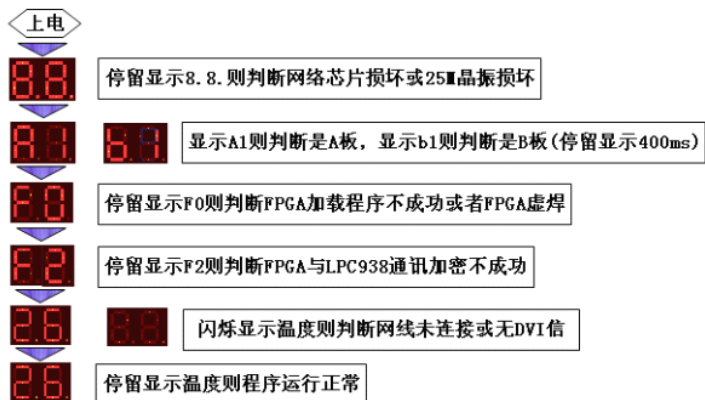 上电
8.8.
停留显示8.8.则判断网络芯片损坏或25M晶振损坏
A1 b1
显示A1则判断是A板，显示b1则判断是B板(停留显示400ms)
F0
停留显示F0则判断FPGA加载程序不成功或者FPGA虚焊
F2
停留显示F2则判断FPGA与LPC938通讯加密不成功
2.6.
闪烁显示温度则判断网线未连接或无DVI信
2.6.
停留显示温度则程序运行正常